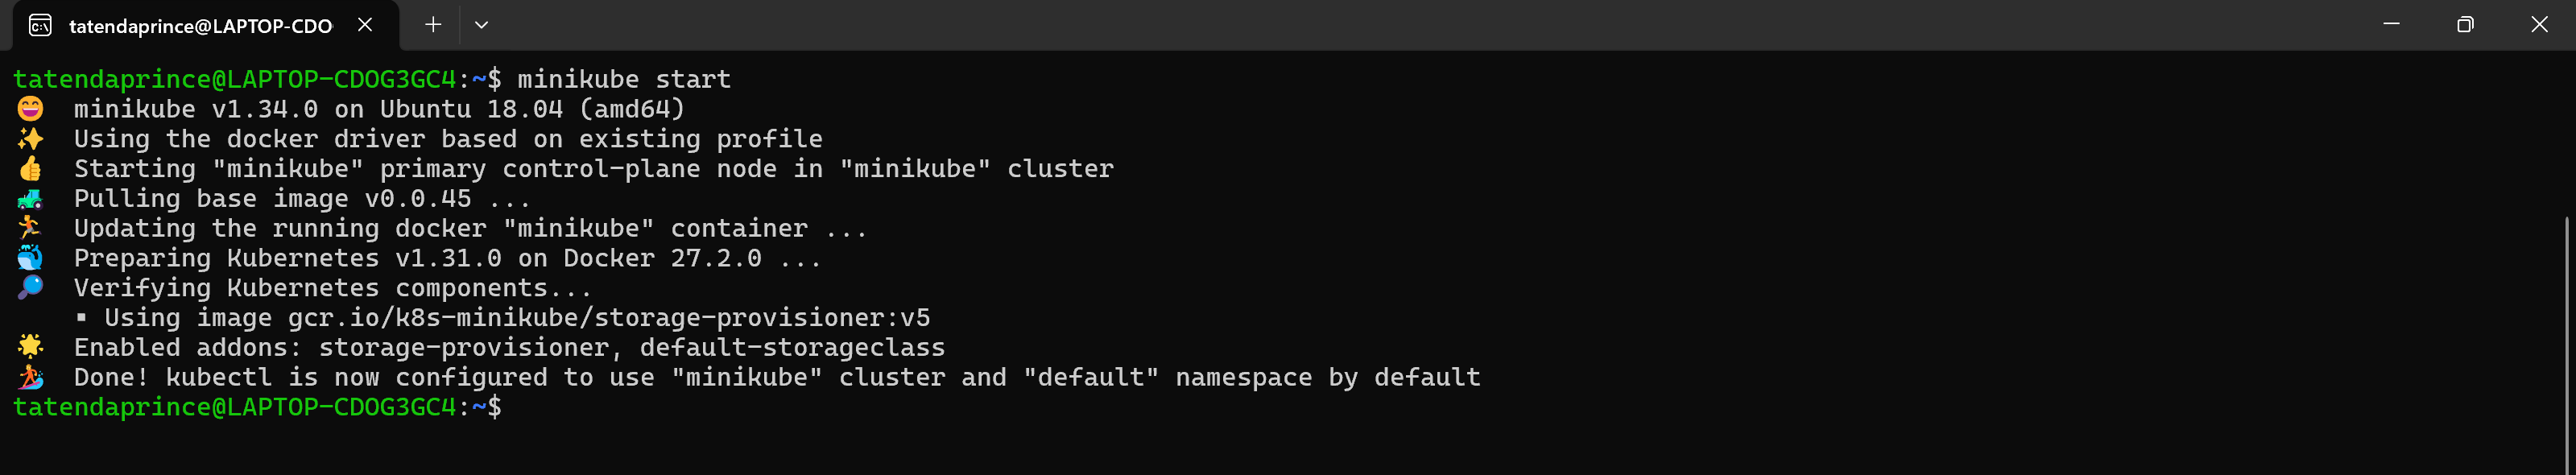 tatendaprince@LAPTOP-CDO
tatendaprince@LAPTOP-CDOG3GC4:~$ minikube start
😄  minikube v1.34.0 on Ubuntu 18.04 (amd64)
✨  Using the docker driver based on existing profile
👍  Starting "minikube" primary control-plane node in "minikube" cluster
🚜  Pulling base image v0.0.45 ...
🏃  Updating the running docker "minikube" container ...
🐳  Preparing Kubernetes v1.31.0 on Docker 27.2.0 ...
🔎  Verifying Kubernetes components...
    ▪ Using image gcr.io/k8s-minikube/storage-provisioner:v5
🌟  Enabled addons: storage-provisioner, default-storageclass
🏄  Done! kubectl is now configured to use "minikube" cluster and "default" namespace by default
tatendaprince@LAPTOP-CDOG3GC4:~$